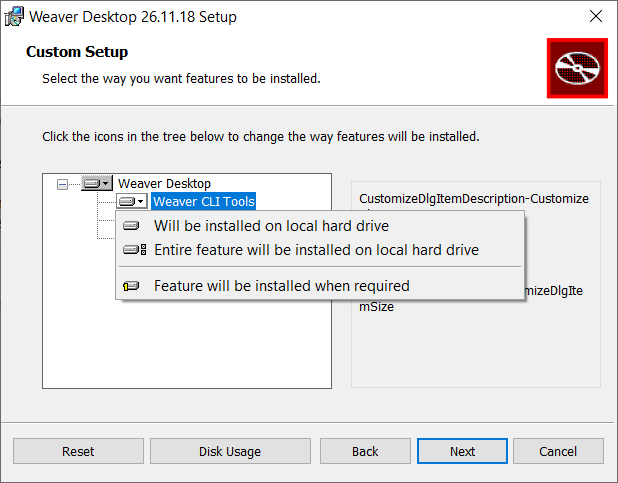 Weaver Desktop 26.11.18 Setup
Custom Setup
Select the way you want features to be installed.
Click the icons in the tree below to change the way features will be installed.
Weaver Desktop
Weaver CLI Tools
Will be installed on local hard drive
Entire feature will be installed on local hard drive
Feature will be installed when required
CustomizeDlgItemDescription-Customize
mizeDlgIte
mSize
Reset
Disk Usage
Back
Next
Cancel